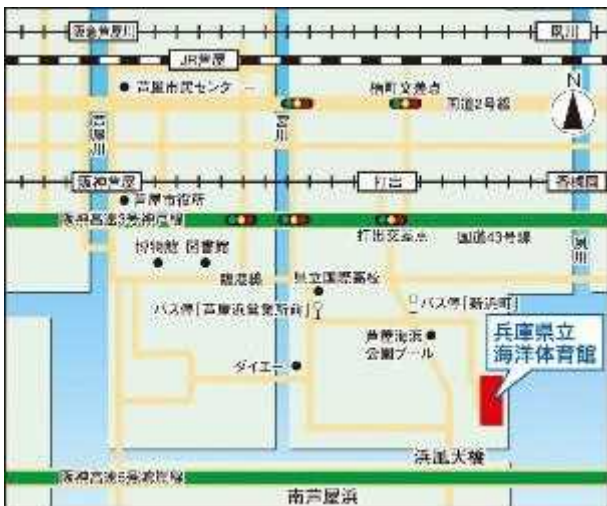 阪急芦屋川
夙川
JR芦屋
芦屋市民センター
楠町交差点
国道2号線
N
芦屋川
宮川
阪神芦屋
打出
香櫨園
芦屋市役所
阪神高速3号神戸線
打出交差点
国道43号線
夙川
博物館
図書館
鳴尾御影線
県立国際高校
バス停「芦屋浜営業所前」
バス停「新浜町」
芦屋海浜
公園プール
兵庫県立
海洋体育館
ダイエー
浜風大橋
阪神高速5号湾岸線
南芦屋浜